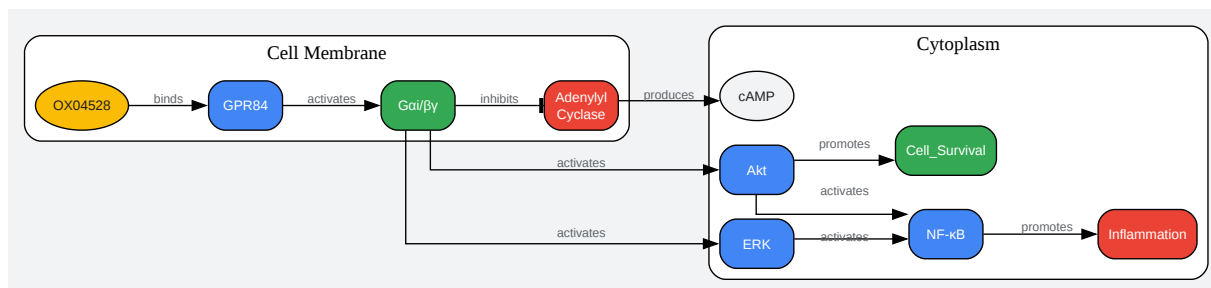 Cell Membrane
Cytoplasm
OX04528
binds
GPR84
activates
Gαi/βγ
inhibits
Adenylyl
Cyclase
produces
cAMP
activates
Akt
promotes
Cell_Survival
activates
activates
ERK
activates
NF-κB
promotes
Inflammation